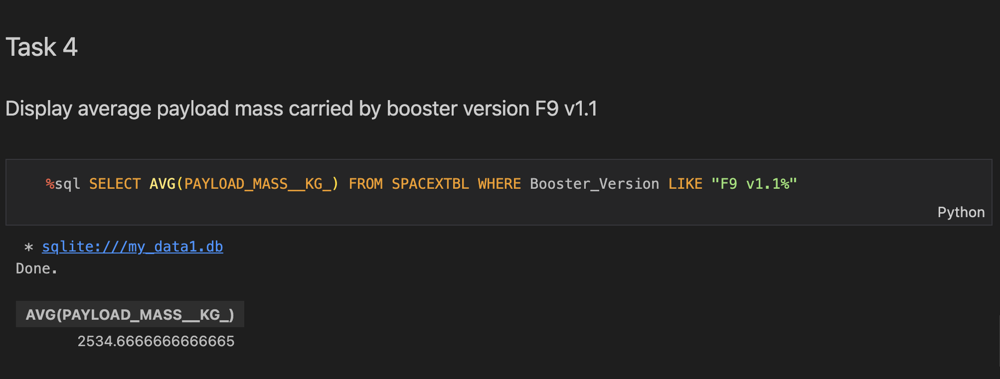 Task 4
Display average payload mass carried by booster version F9 v1.1
%sql SELECT AVG(PAYLOAD_MASS__KG_) FROM SPACEXTBL WHERE Booster_Version LIKE "F9 v1.1%"
Python
* sqlite:///my_data1.db
Done.
AVG(PAYLOAD_MASS__KG_)
2534.6666666666665